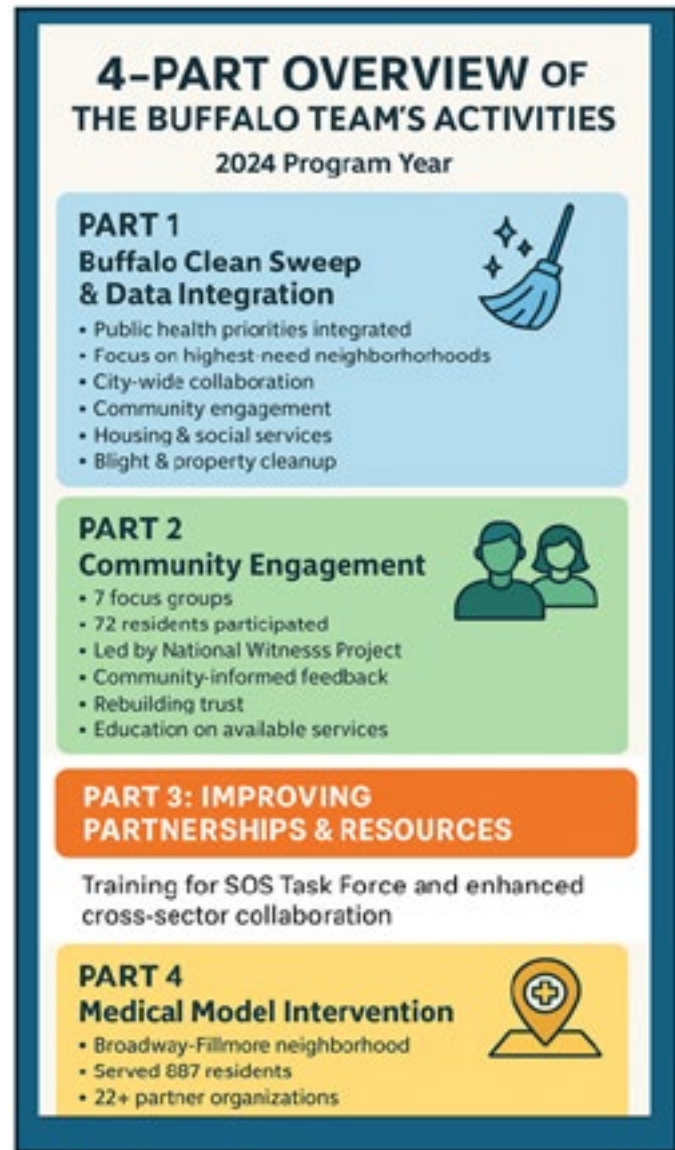 4-PART OVERVIEW OF
THE BUFFALO TEAM'S ACTIVITIES
2024 Program Year
PART 1
Buffalo Clean Sweep
& Data Integration
• Public health priorities integrated
• Focus on highest-need neighborhorhoods
• City-wide collaboration
• Community engagement
• Housing & social services
• Blight & property cleanup
PART 2
Community Engagement
• 7 focus groups
• 72 residents participated
• Led by National Witnesss Project
• Community-informed feedback
• Rebuilding trust
• Education on available services
PART 3: IMPROVING
PARTNERSHIPS & RESOURCES
Training for SOS Task Force and enhanced
cross-sector collaboration
PART 4
Medical Model Intervention
• Broadway-Fillmore neighborhood
• Served 887 residents
• 22+ partner organizations